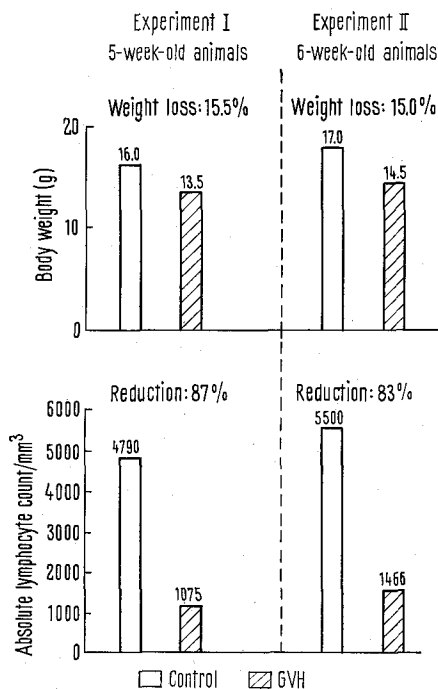 Experiment I
5-week-old animals
Experiment II
6-week-old animals
Weight loss: 15.5%
Weight loss: 15.0%
Body weight (g)
20
10
0
16.0
13.5
17.0
14.5
Reduction: 87%
Reduction: 83%
Absolute lymphocyte count/mm³
6000
5000
4000
3000
2000
1000
0
4790
1075
5500
1466
Control
GVH